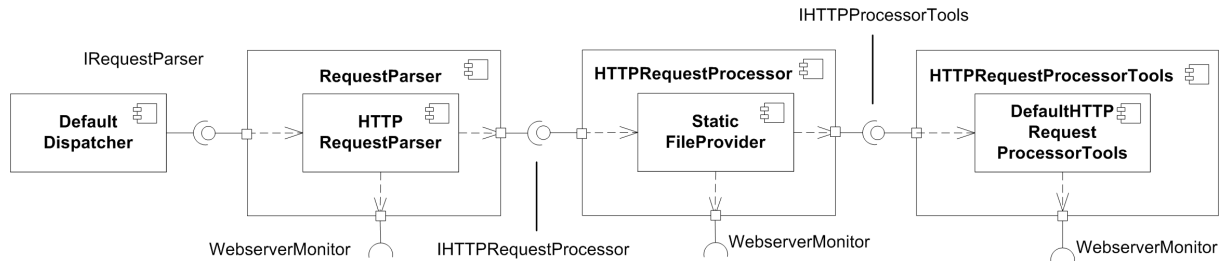 IHTTPProcessorTools
IRequestParser
RequestParser
HTTPRequestProcessor
HTTPRequestProcessorTools
Default
Dispatcher
HTTP
RequestParser
Static
FileProvider
DefaultHTTP
Request
ProcessorTools
WebserverMonitor
IHTTPRequestProcessor
WebserverMonitor
WebserverMonitor